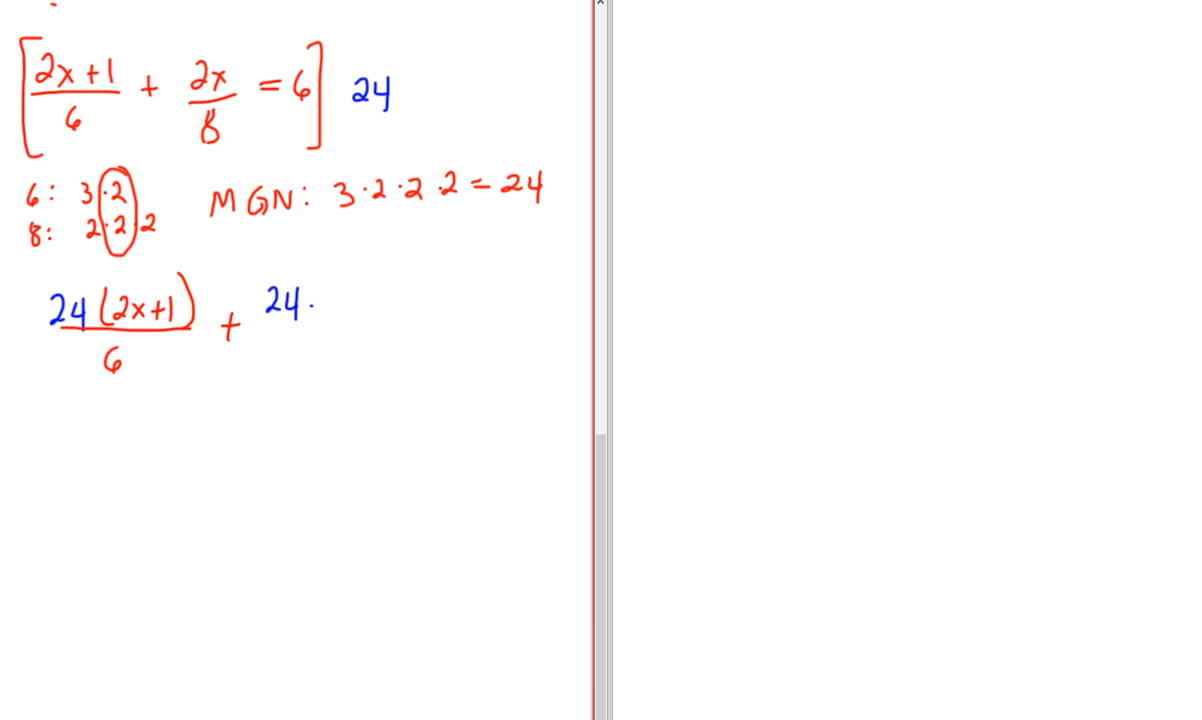 [(2x+1)/6 + 2x/8 = 6] 24
6: 3·2
8: 2·2·2
MGN: 3·2·2·2=24
24(2x+1)/6 + 24·